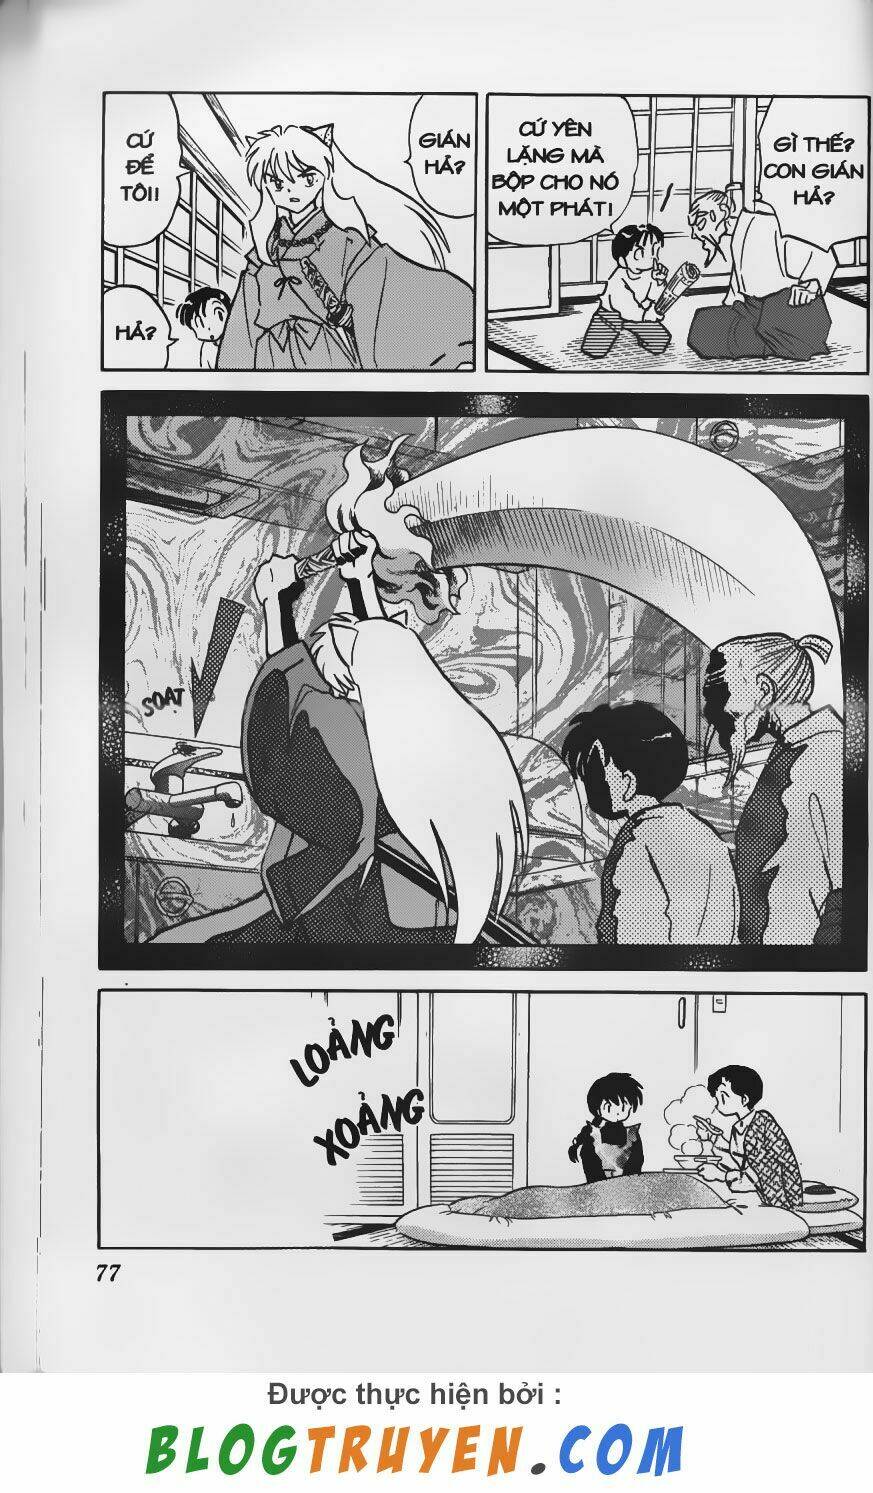 GÌ THẾ?
CON GIÁN
HẢ?
CỨ YÊN
LẶNG MÀ
BỘP CHO NÓ
MỘT PHÁT!
GIÁN
HẢ?
CỨ
ĐỂ
TÔI!
HẢ?
SOẠT
LOẢNG
XOẢNG
77
Được thực hiện bởi :
BLOGTRUYEN.COM